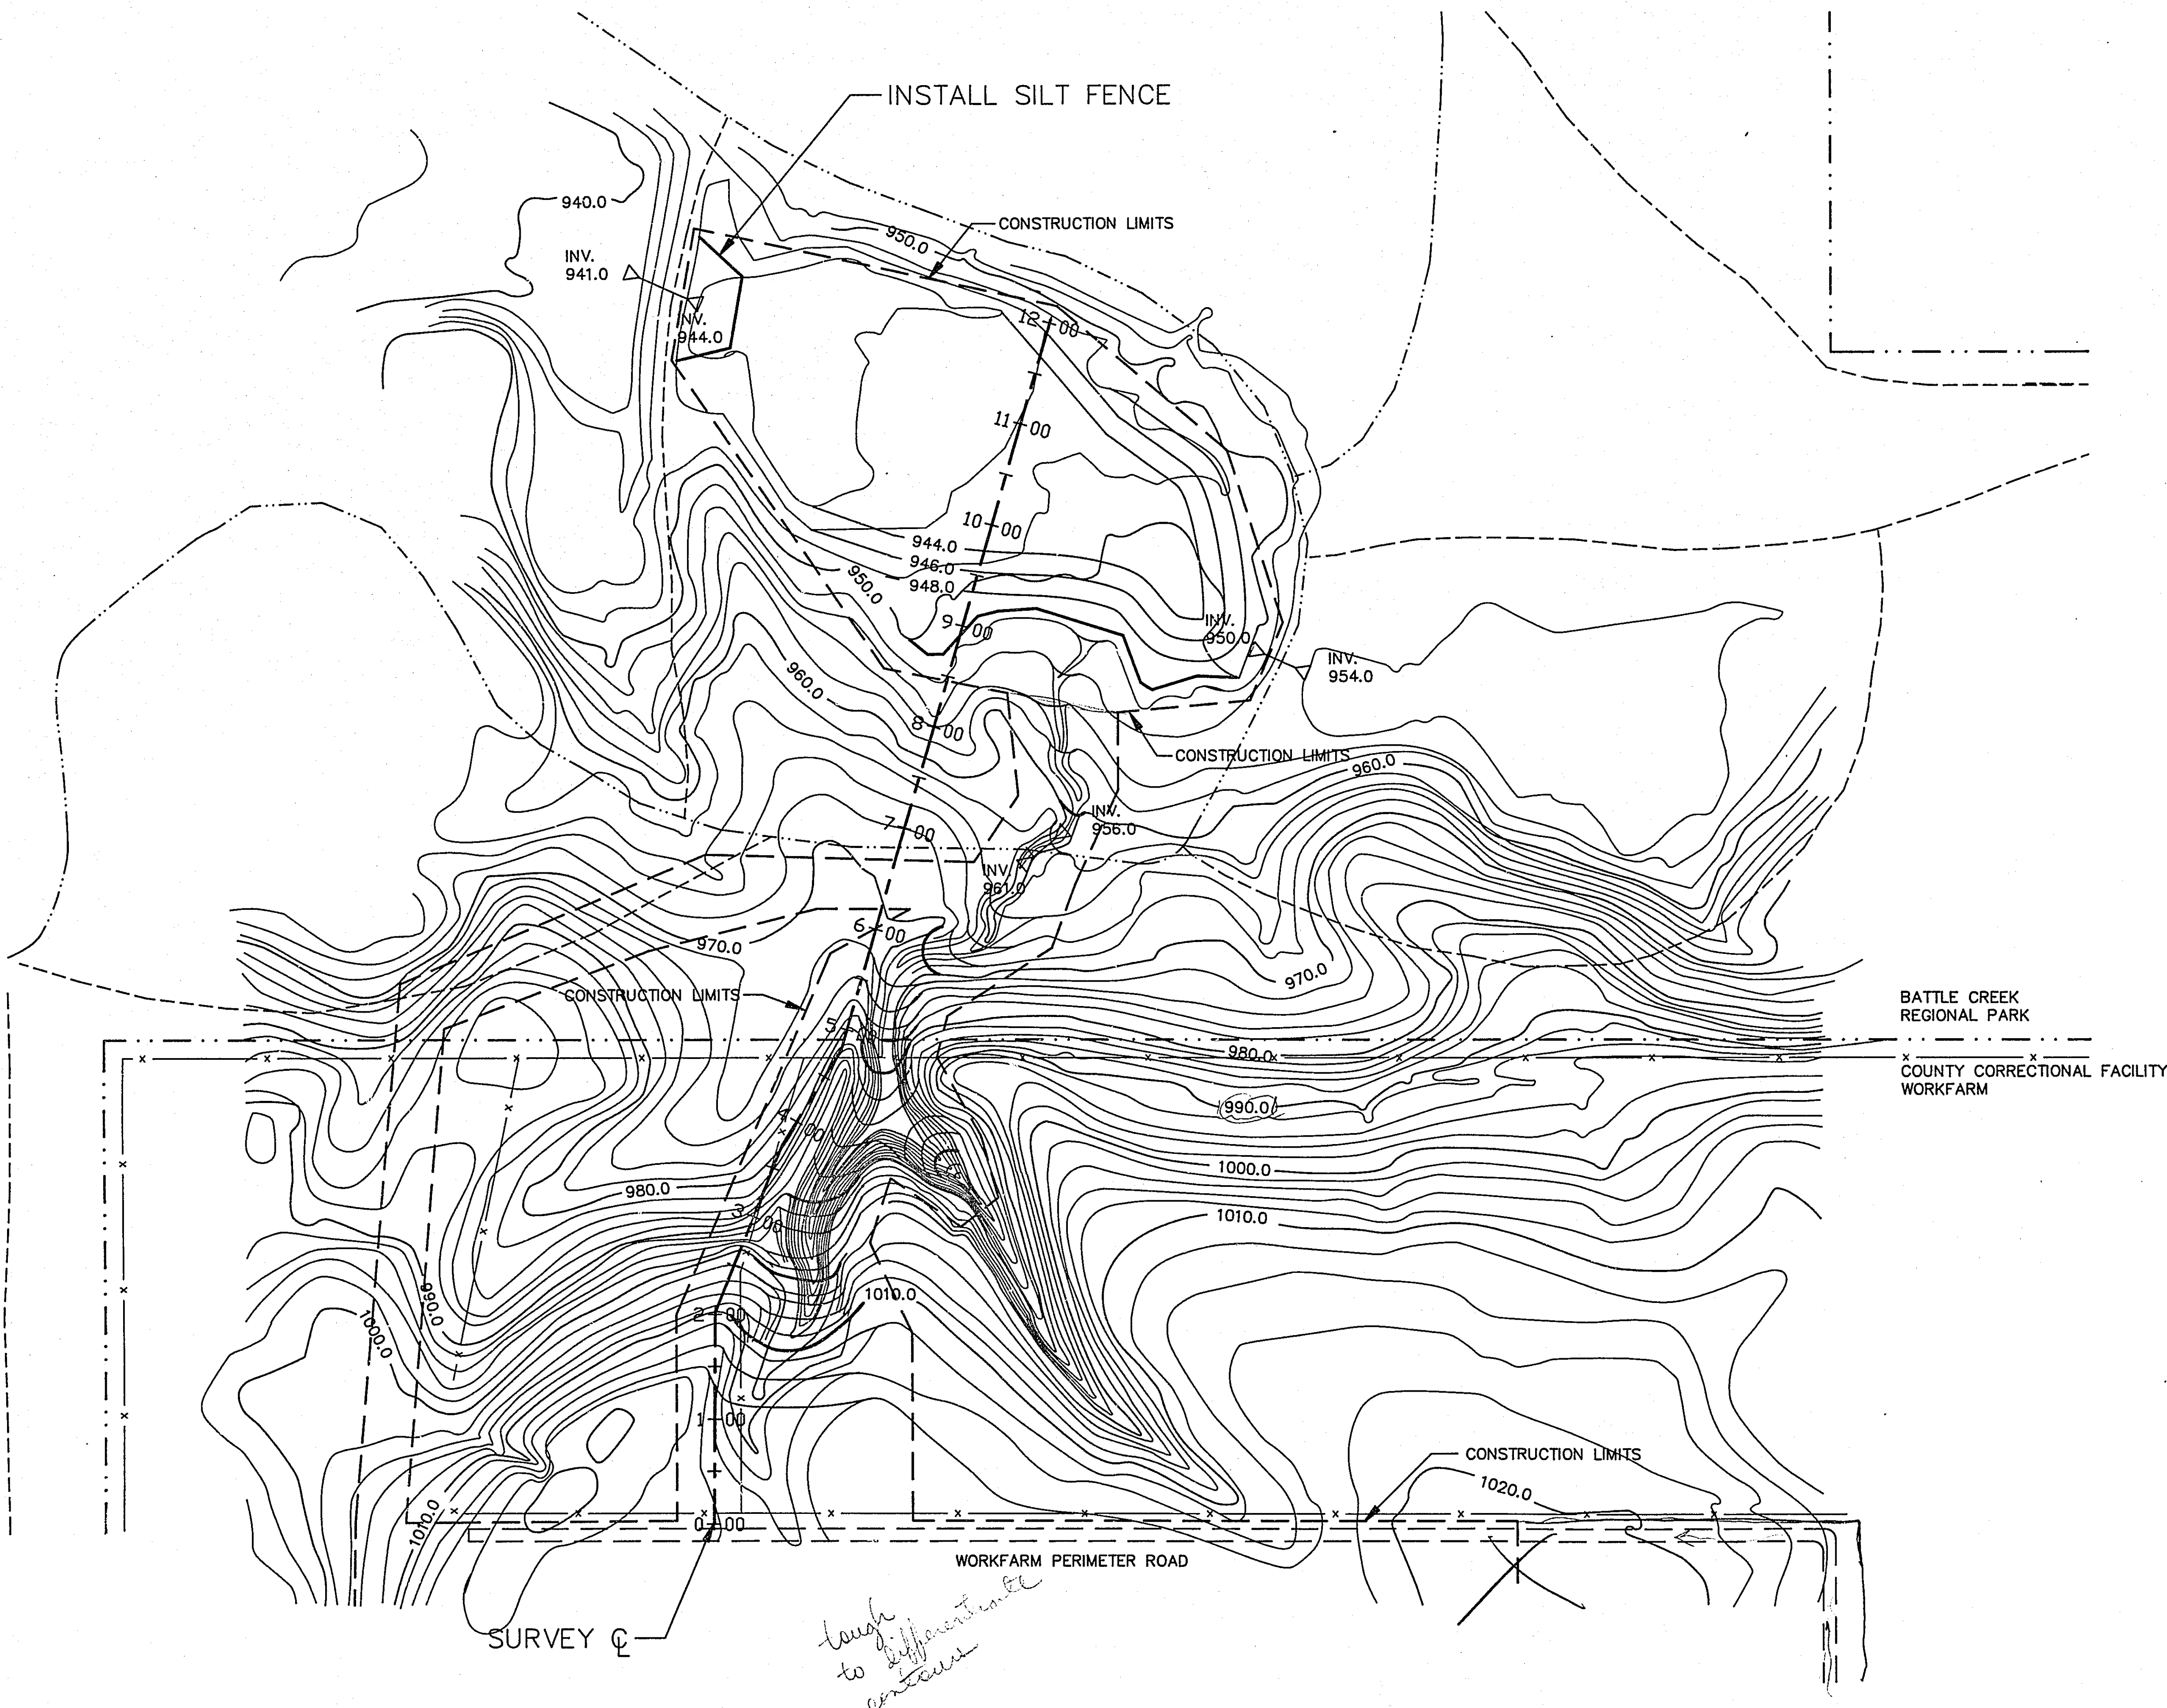 INSTALL SILT FENCE
940.0
CONSTRUCTION LIMITS
950.0
INV.
941.0
INV.
944.0
12+00
11+00
10+00
944.0
946.0
948.0
950.0
9+00
INV.
950.0
INV.
954.0
960.0
8+00
CONSTRUCTION LIMITS
960.0
7+00
INV.
956.0
INV.
961.0
6+00
970.0
970.0
CONSTRUCTION LIMITS
BATTLE CREEK
REGIONAL PARK
5+00
980.0
COUNTY CORRECTIONAL FACILITY
WORKFARM
990.0
4+00
1000.0
980.0
3+00
1010.0
990.0
1010.0
1000.0
2+00
1+00
CONSTRUCTION LIMITS
1020.0
1010.0
0+00
WORKFARM PERIMETER ROAD
SURVEY ℄
tough
to differentiate
contours